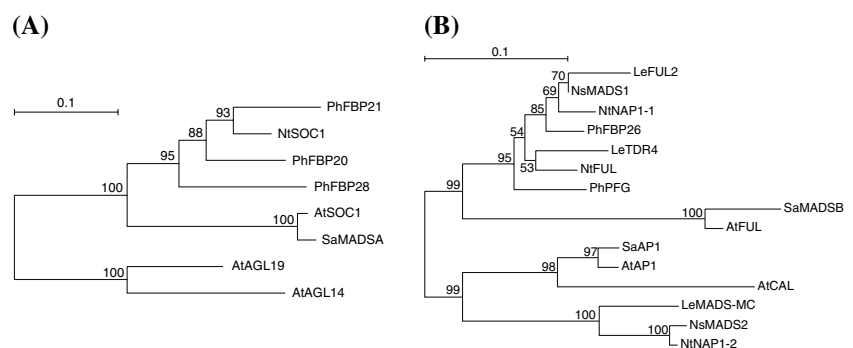 (A)
0.1
PhFBP21
93
NtSOC1
88
PhFBP20
95
PhFBP28
100
AtSOC1
100
SaMADSA
AtAGL19
100
AtAGL14
(B)
0.1
LeFUL2
70
NsMADS1
69
NtNAP1-1
85
PhFBP26
54
LeTDR4
53
NtFUL
95
PhPFG
99
SaMADSB
100
AtFUL
SaAP1
97
AtAP1
98
AtCAL
99
LeMADS-MC
100
NsMADS2
100
NtNAP1-2